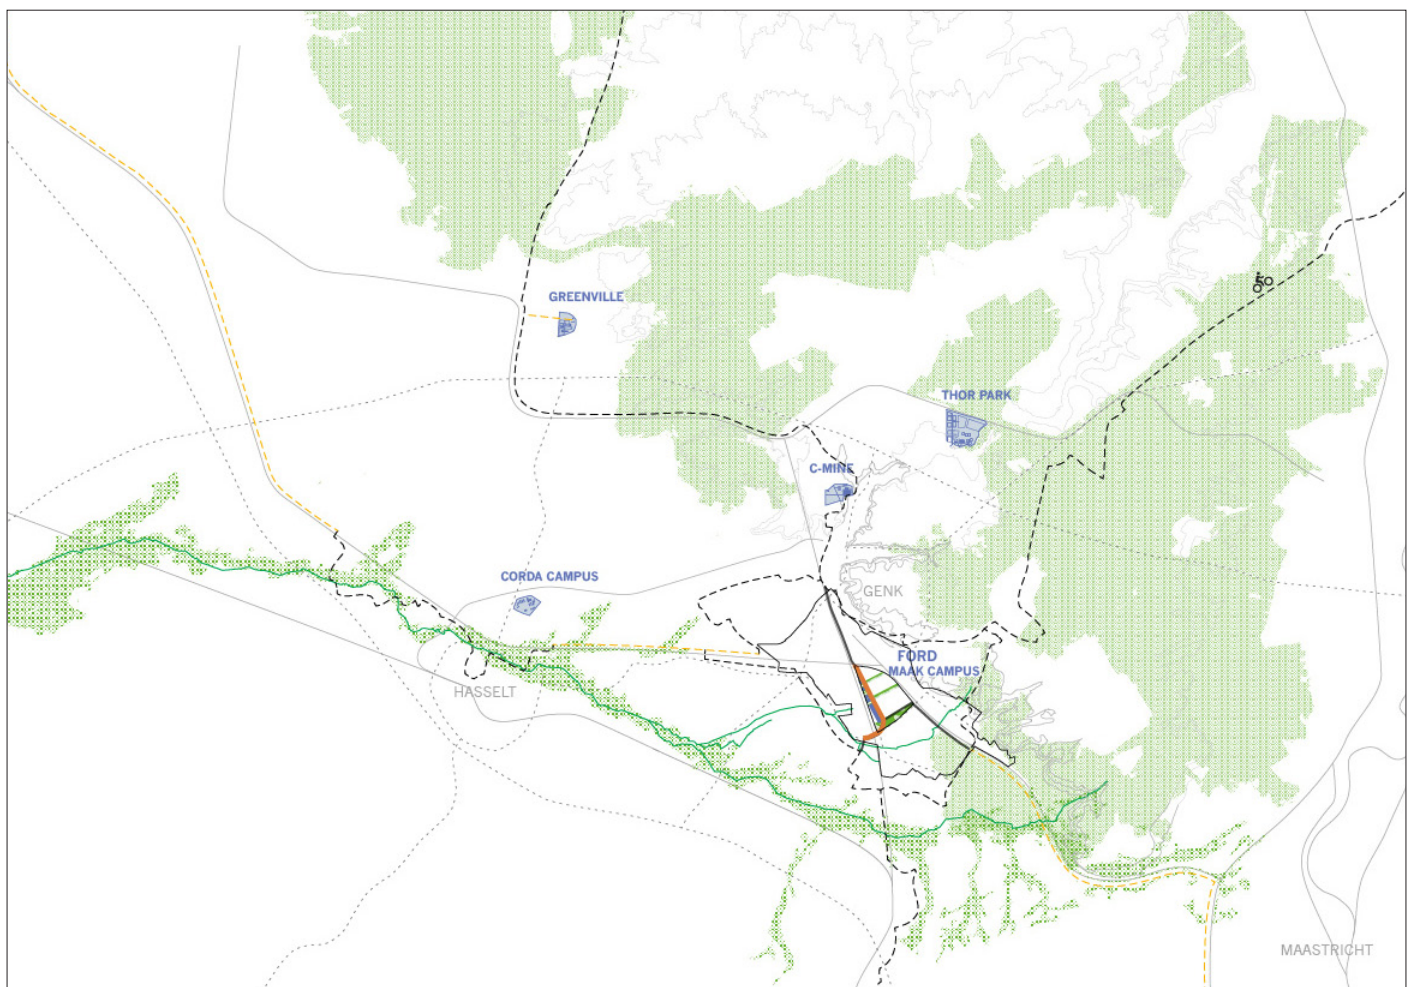 GREENVILLE
THOR PARK
C-MINE
CORDA CAMPUS
GENK
FORD
MAAK CAMPUS
HASSELT
MAASTRICHT